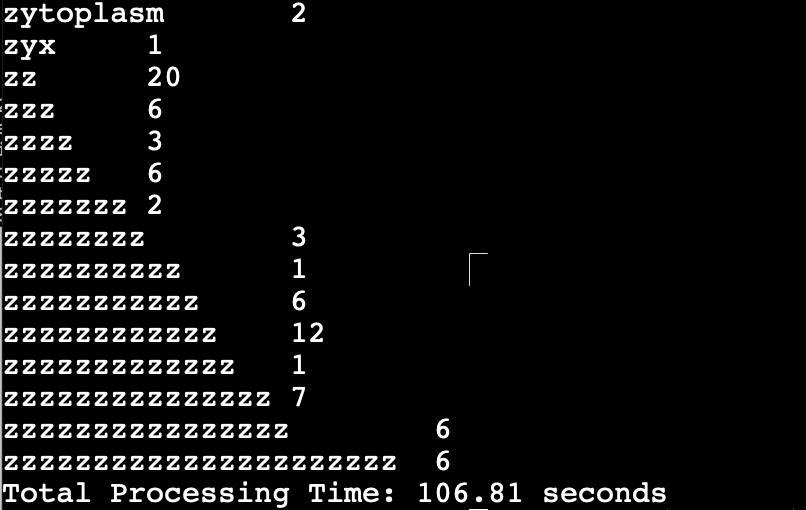 zytoplasm	2
zyx	1
zz	20
zzz	6
zzzz	3
zzzzz	6
zzzzzzz	2
zzzzzzzz	3
zzzzzzzzzz	1
zzzzzzzzzzz	6
zzzzzzzzzzzz	12
zzzzzzzzzzzzz	1
zzzzzzzzzzzzzzz	7
zzzzzzzzzzzzzzzz	6
zzzzzzzzzzzzzzzzzzzzzz	6
Total Processing Time: 106.81 seconds